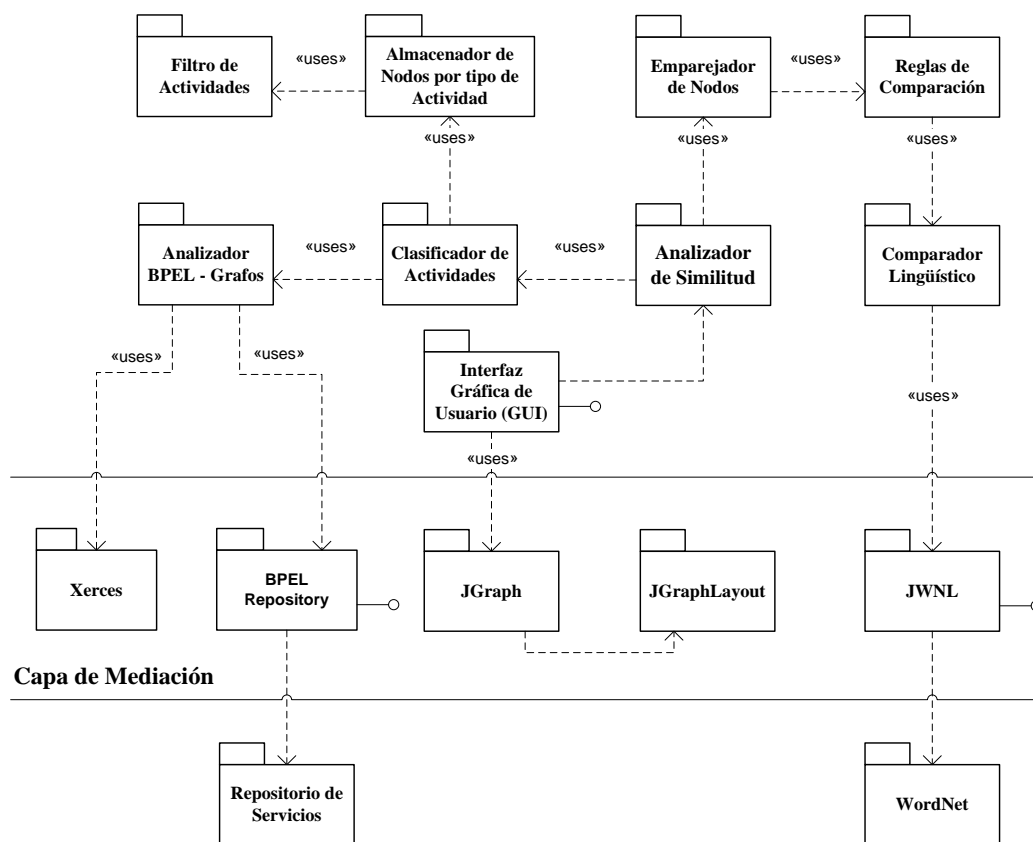 Filtro de
Actividades
«uses»
Almacenador de
Nodos por tipo de
Actividad
Emparejador
de Nodos
«uses»
Reglas de
Comparación
«uses»
«uses»
«uses»
Analizador
BPEL - Grafos
«uses»
Clasificador de
Actividades
«uses»
Analizador
de Similitud
Comparador
Lingüístico
«uses»
«uses»
Interfaz
Gráfica de
Usuario (GUI)
«uses»
«uses»
Xerces
BPEL
Repository
JGraph
JGraphLayout
JWNL
Capa de Mediación
Repositorio de
Servicios
WordNet